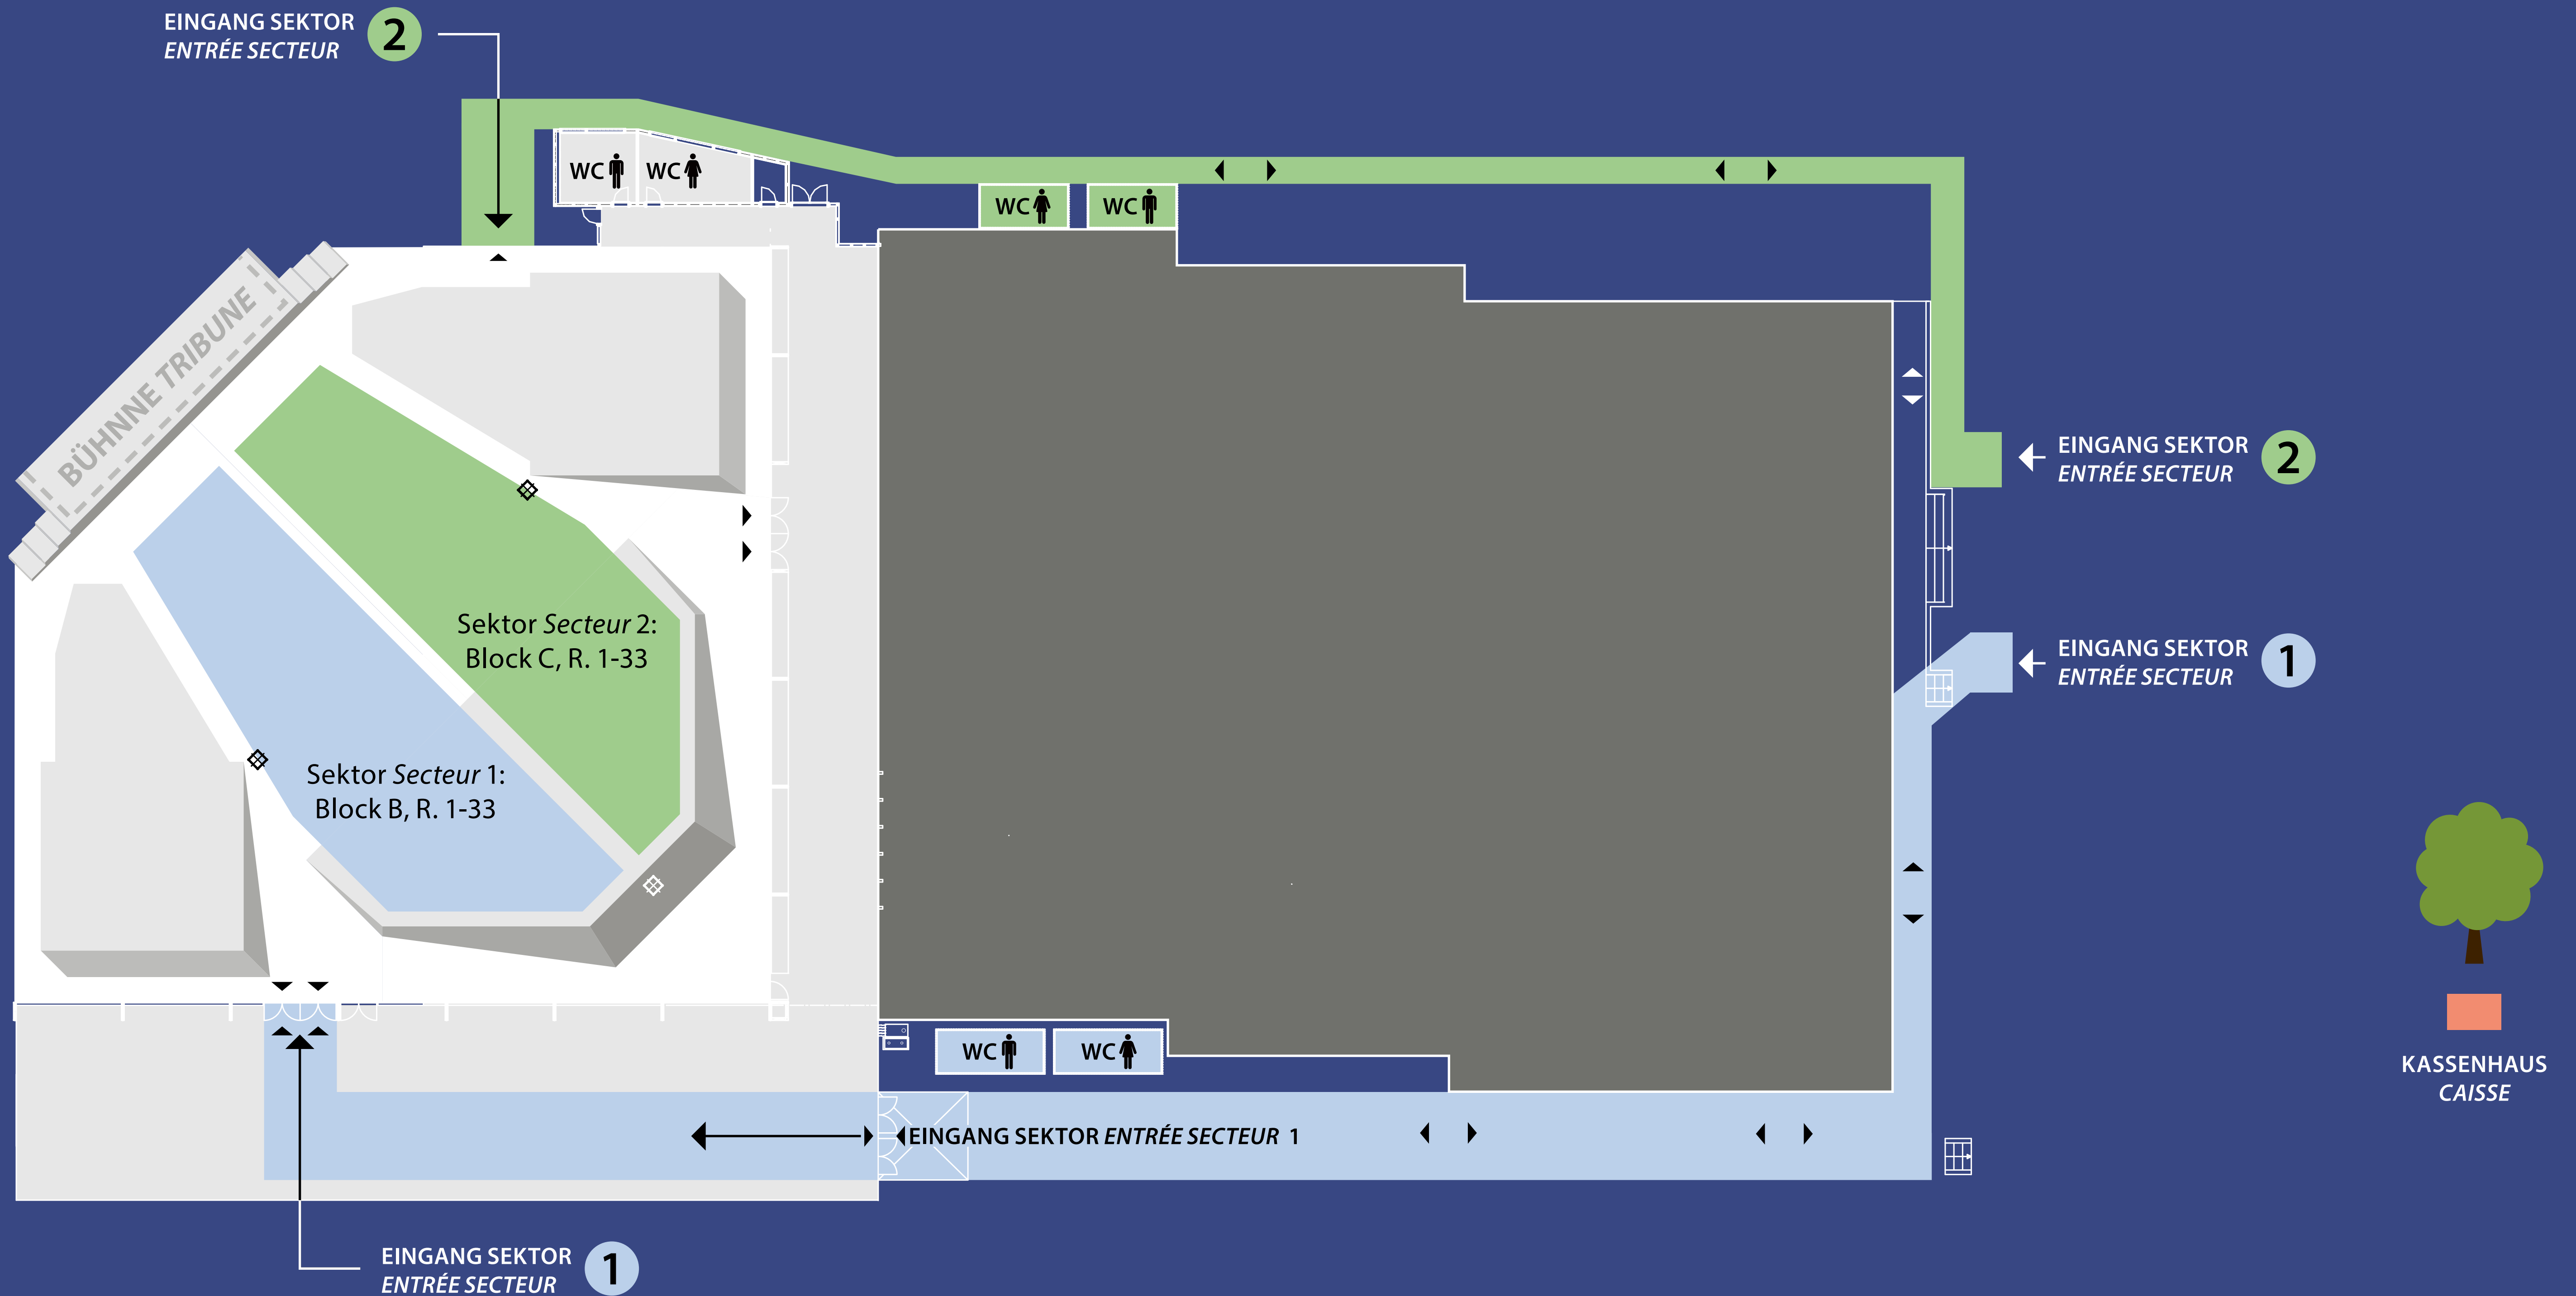 EINGANG SEKTOR 2
ENTRÉE SECTEUR
WC WC
WC WC
BÜHNNE TRIBUNE
EINGANG SEKTOR 2
ENTRÉE SECTEUR
Sektor Secteur 2:
Block C, R. 1-33
EINGANG SEKTOR 1
ENTRÉE SECTEUR
Sektor Secteur 1:
Block B, R. 1-33
WC WC
KASSENHAUS
CAISSE
EINGANG SEKTOR ENTRÉE SECTEUR 1
EINGANG SEKTOR 1
ENTRÉE SECTEUR